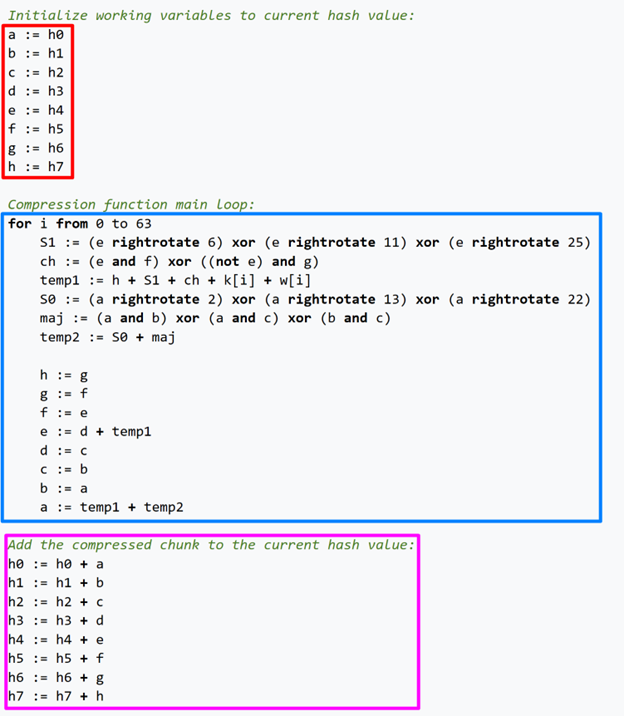 Initialize working variables to current hash value:
a := h0
b := h1
c := h2
d := h3
e := h4
f := h5
g := h6
h := h7
Compression function main loop:
for i from 0 to 63
S1 := (e rightrotate 6) xor (e rightrotate 11) xor (e rightrotate 25)
ch := (e and f) xor ((not e) and g)
temp1 := h + S1 + ch + k[i] + w[i]
S0 := (a rightrotate 2) xor (a rightrotate 13) xor (a rightrotate 22)
maj := (a and b) xor (a and c) xor (b and c)
temp2 := S0 + maj
h := g
g := f
f := e
e := d + temp1
d := c
c := b
b := a
a := temp1 + temp2
Add the compressed chunk to the current hash value:
h0 := h0 + a
h1 := h1 + b
h2 := h2 + c
h3 := h3 + d
h4 := h4 + e
h5 := h5 + f
h6 := h6 + g
h7 := h7 + h